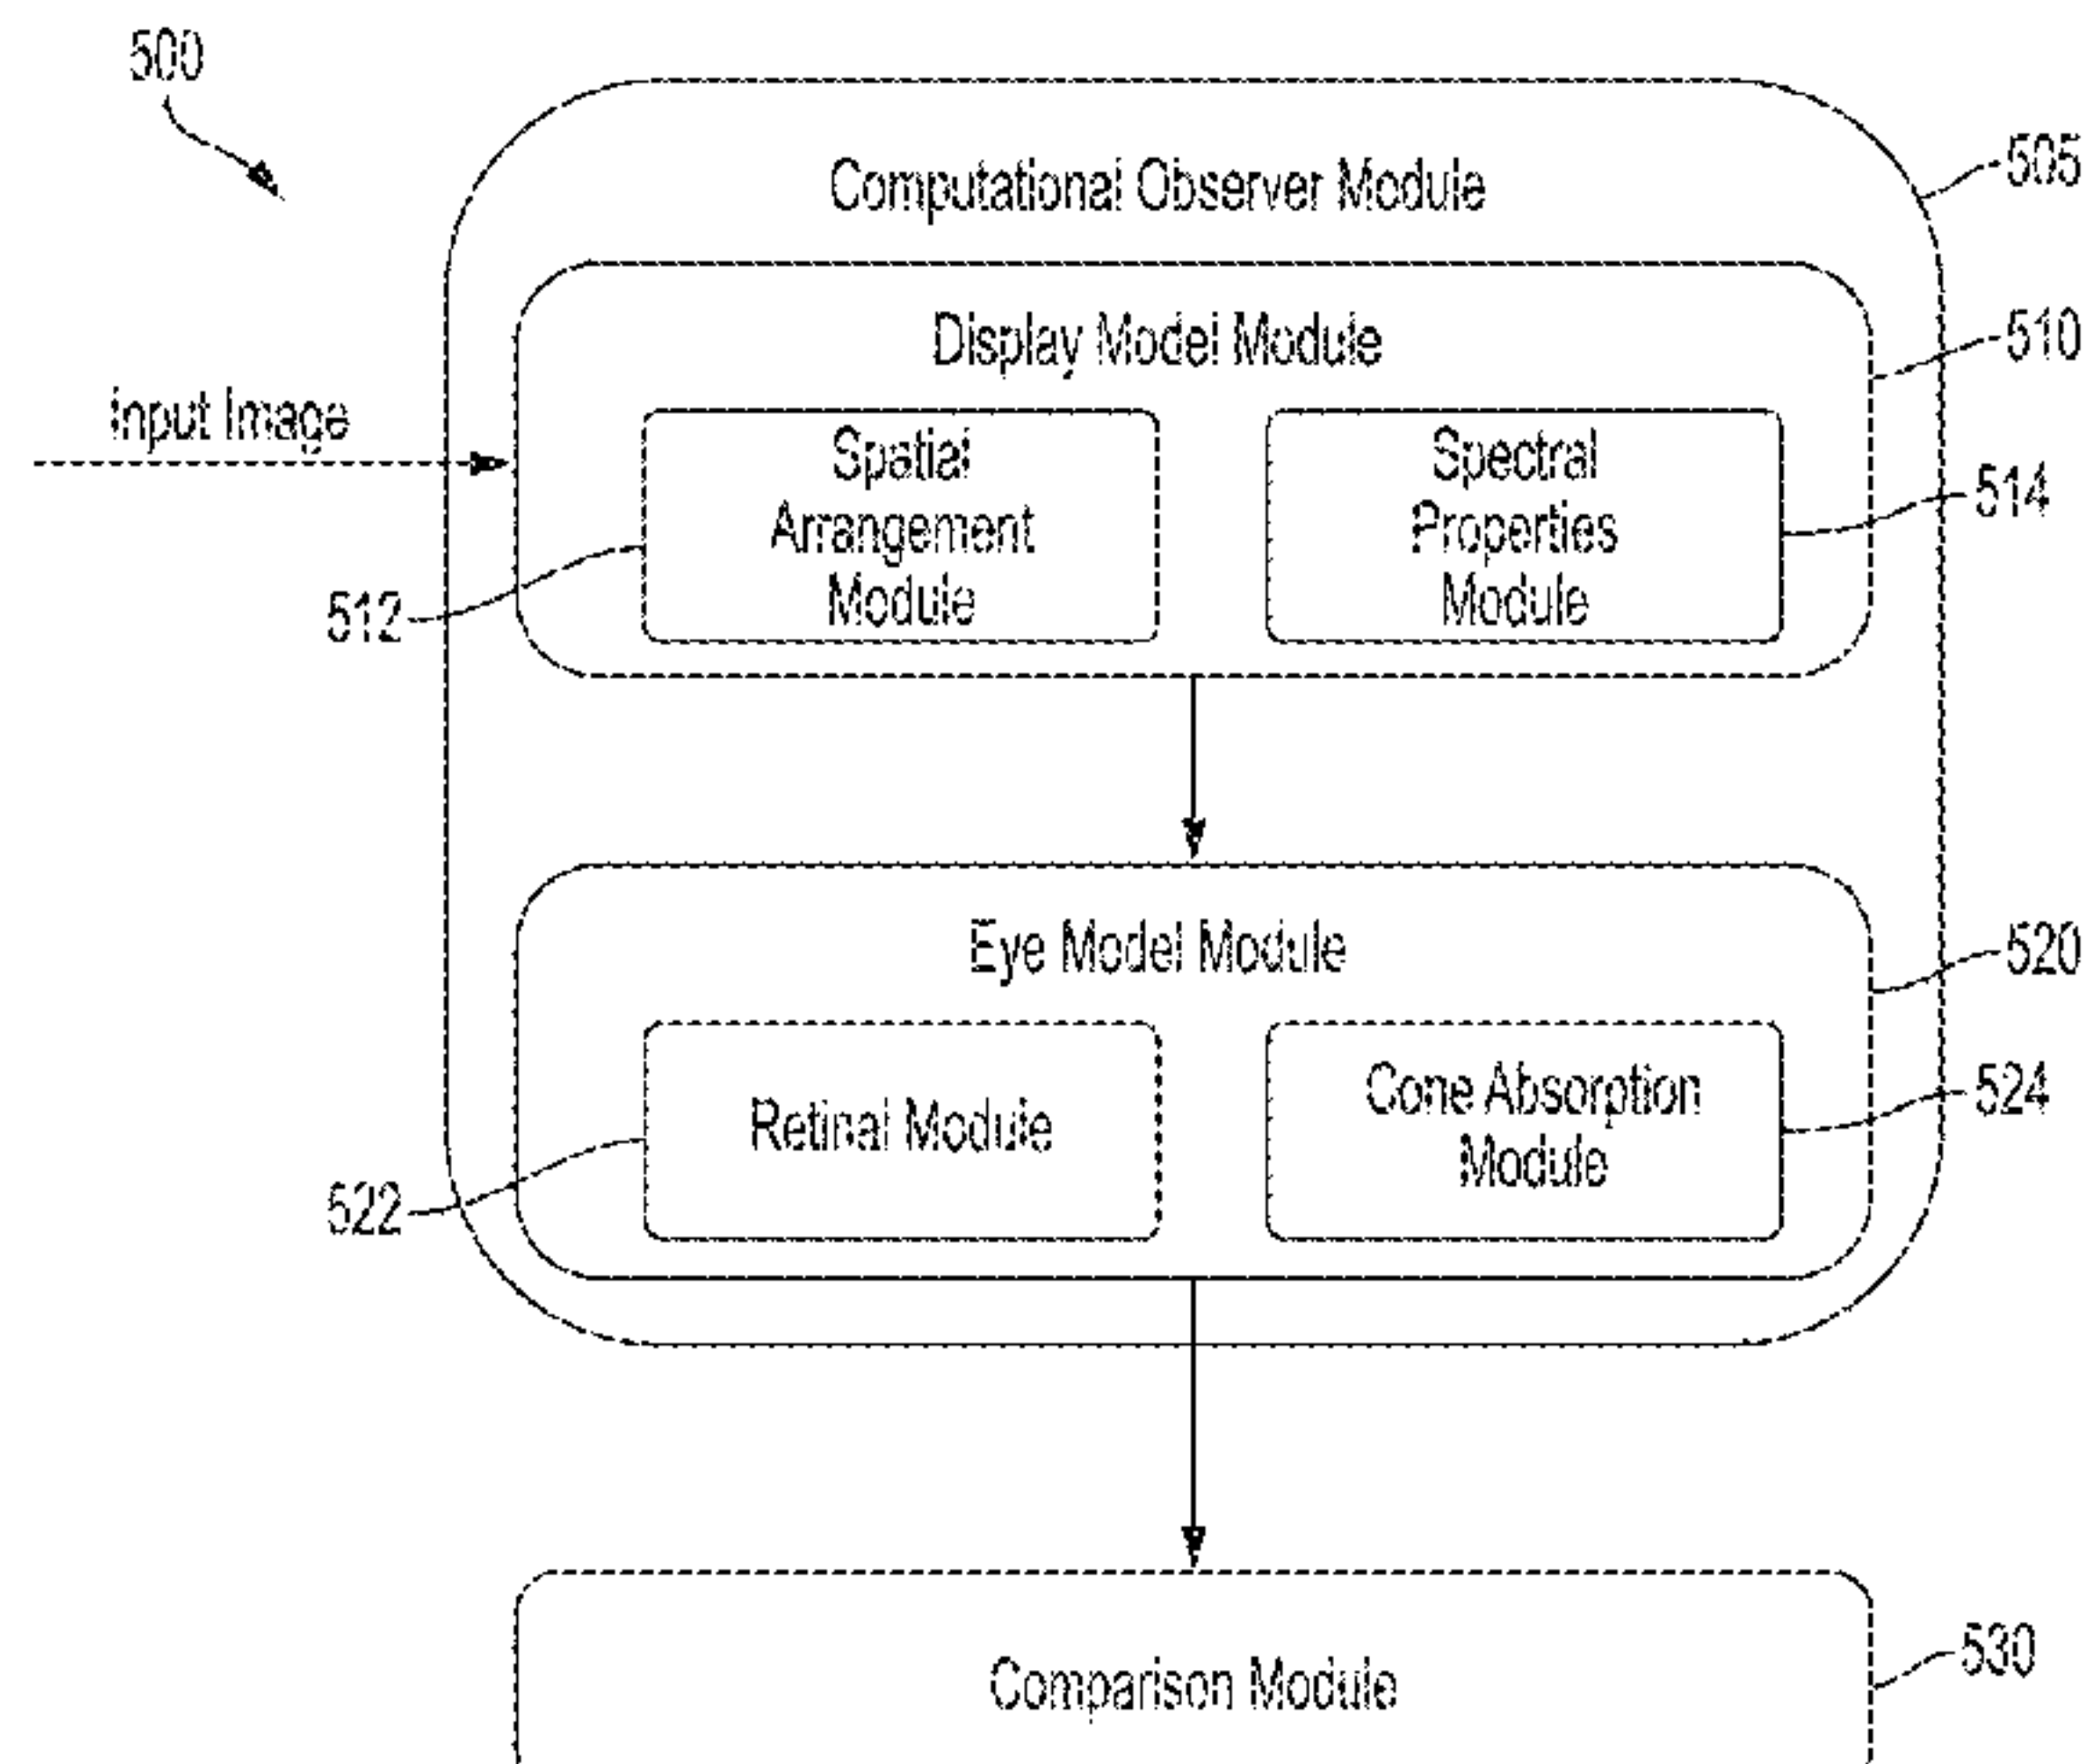 500
Computational Observer Module
505
Display Model Module
510
input Image
Spatial
Arrangement
Module
Spectral
Properties
Module
514
512
Eye Model Module
520
Retinal Module
Cone Absorption
Module
524
522
Comparison Module
530